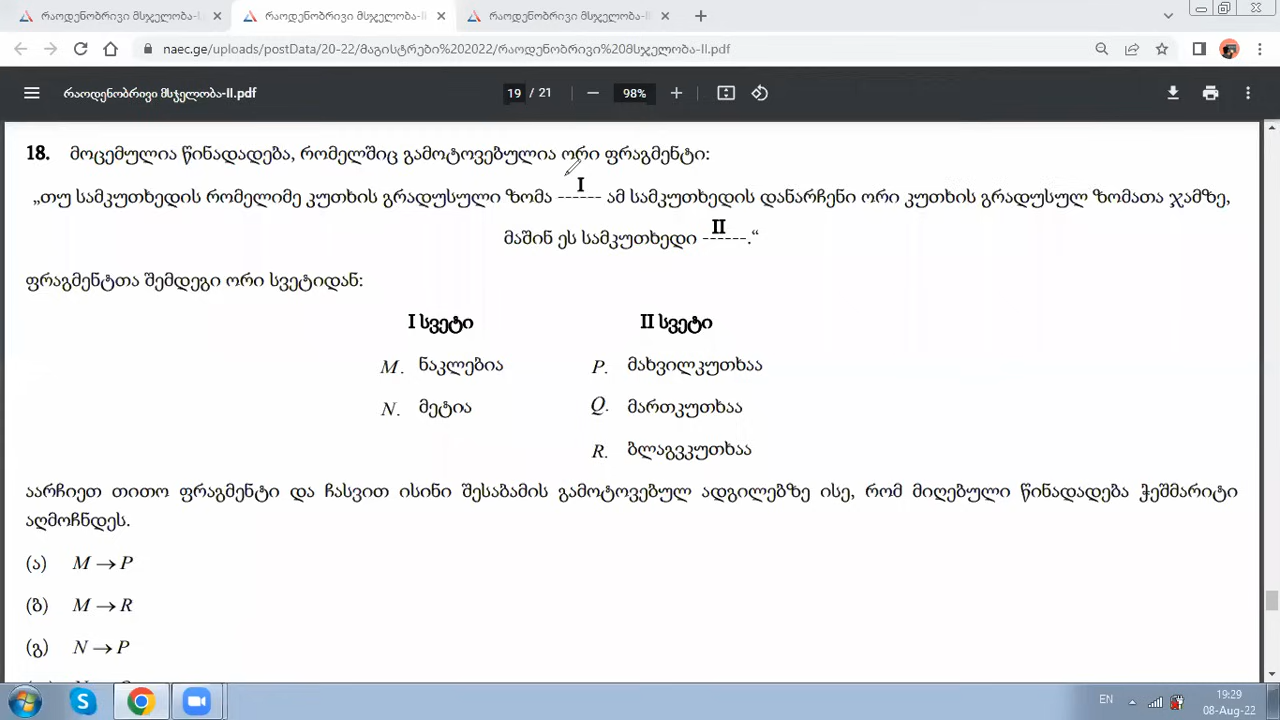 რაოდენობრივი მსჯელობა-I
რაოდენობრივი მსჯელობა-II
რაოდენობრივი მსჯელობა-II
naec.ge/uploads/postData/20-22/მაგისტრები%202022/რაოდენობრივი%20მსჯელობა-II.pdf
რაოდენობრივი მსჯელობა-II.pdf
19 / 21
98%
18. მოცემულია წინადადება, რომელშიც გამოტოვებულია ორი ფრაგმენტი:
„თუ სამკუთხედის რომელიმე კუთხის გრადუსული ზომა I ------ ამ სამკუთხედის დანარჩენი ორი კუთხის გრადუსულ ზომათა ჯამზე,
მაშინ ეს სამკუთხედი II ------.“
ფრაგმენტთა შემდეგი ორი სვეტიდან:
I სვეტი II სვეტი
M. ნაკლებია P. მახვილკუთხაა
N. მეტია Q. მართკუთხაა
R. ბლაგვკუთხაა
აარჩიეთ თითო ფრაგმენტი და ჩასვით ისინი შესაბამის გამოტოვებულ ადგილებზე ისე, რომ მიღებული წინადადება ჭეშმარიტი
აღმოჩნდეს.
(ა) M → P
(ბ) M → R
(გ) N → P
EN
19:29
08-Aug-22